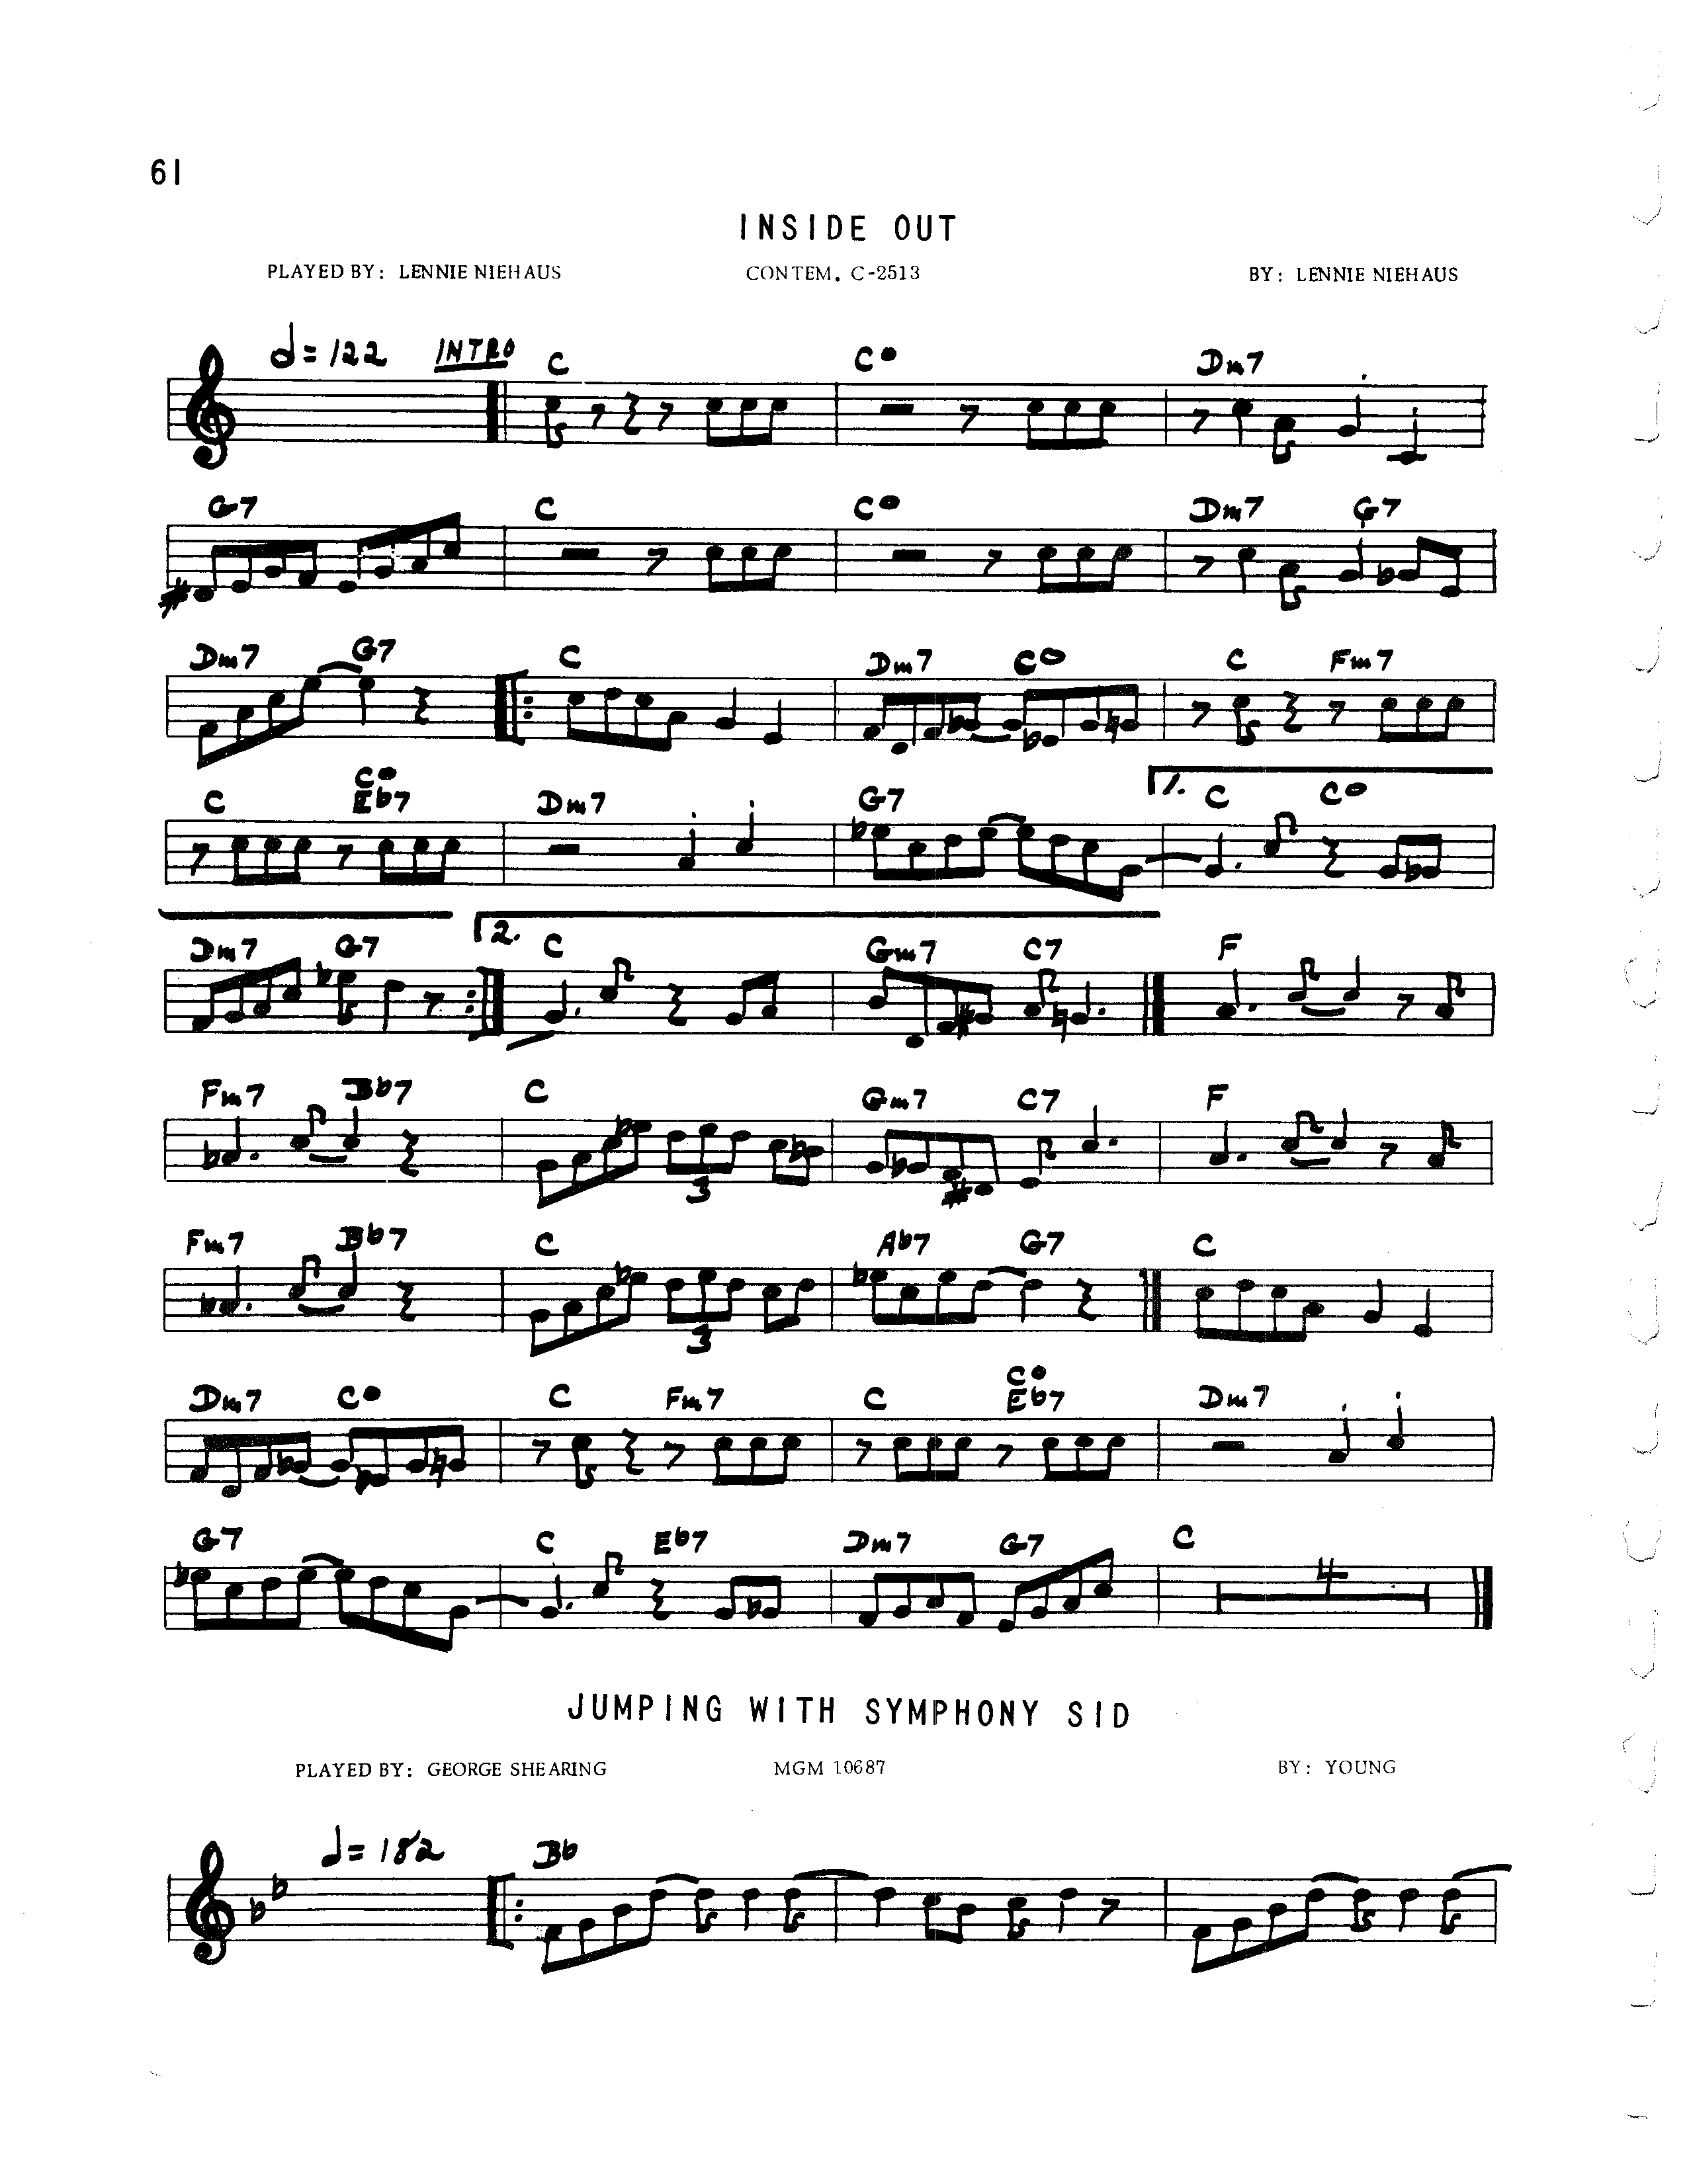 61
INSIDE OUT
PLAYED BY: LENNIE NIEHAUS CONTEM. C-2513 BY: LENNIE NIEHAUS
= 122 INTRO C C° Dm7
G7 C C° Dm7 G7
Dm7 G7 C Dm7 C° C Fm7
C C° Eb7 Dm7 G7 1. C C°
Dm7 G7 2. C Gm7 C7 F
Fm7 Bb7 C Gm7 C7 F
3
Fm7 Bb7 C Ab7 G7 C
3
Dm7 C° C Fm7 C C° Eb7 Dm7
G7 C Eb7 Dm7 G7 C
4
JUMPING WITH SYMPHONY SID
PLAYED BY: GEORGE SHEARING MGM 10687 BY: YOUNG
= 182 Bb